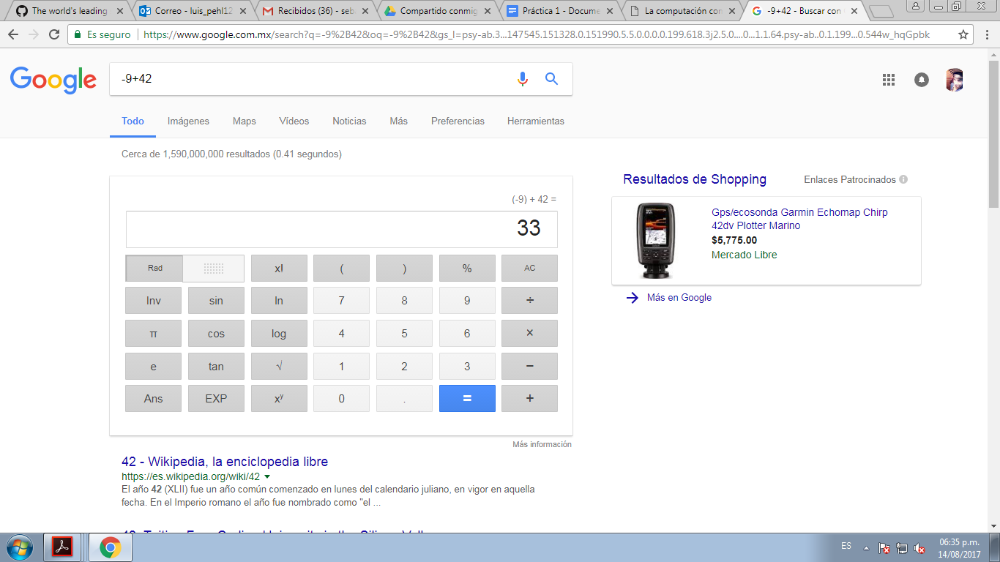 The world's leading
Correo - luis_pehl12
Recibidos (36) - seb
Compartido conmig
Práctica 1 - Docume
La computación con
-9+42 - Buscar con
Es seguro
https://www.google.com.mx/search?q=-9%2B42&oq=-9%2B42&gs_l=psy-ab.3...147545.151328.0.151990.5.5.0.0.0.0.199.618.3j2.5.0....0...1.1.64.psy-ab..0.1.199...0.544w_hqGpbk
Google
-9+42
Todo Imágenes Maps Vídeos Noticias Más Preferencias Herramientas
Cerca de 1,590,000,000 resultados (0.41 segundos)
(-9) + 42 =
33
Rad x! ( ) % AC
Inv sin ln 7 8 9 ÷
π cos log 4 5 6 ×
e tan √ 1 2 3 −
Ans EXP xʸ 0 . = +
Más información
42 - Wikipedia, la enciclopedia libre
https://es.wikipedia.org/wiki/42
El año 42 (XLII) fue un año común comenzado en lunes del calendario juliano, en vigor en aquella
fecha. En el Imperio romano el año fue nombrado como "el ...
Resultados de Shopping
Enlaces Patrocinados
Gps/ecosonda Garmin Echomap Chirp
42dv Plotter Marino
$5,775.00
Mercado Libre
Más en Google
ES
06:35 p.m.
14/08/2017